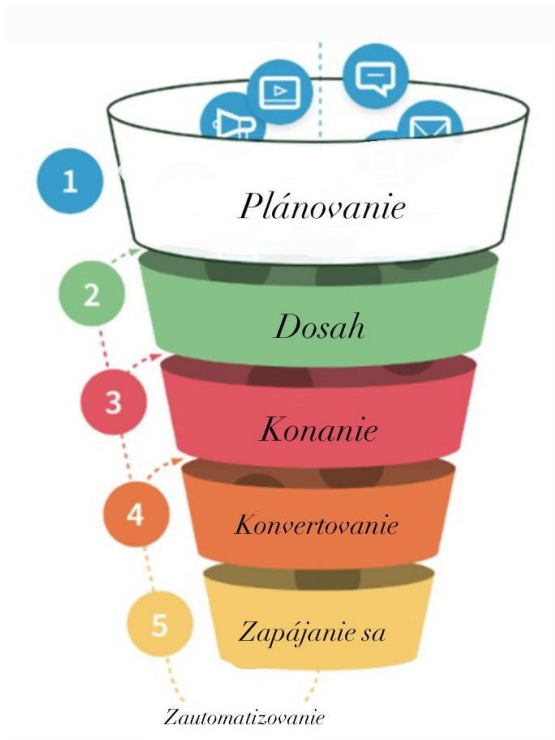 1
Plánovanie
2
Dosah
3
Konanie
4
Konvertovanie
5
Zapájanie sa
Zautomatizovanie